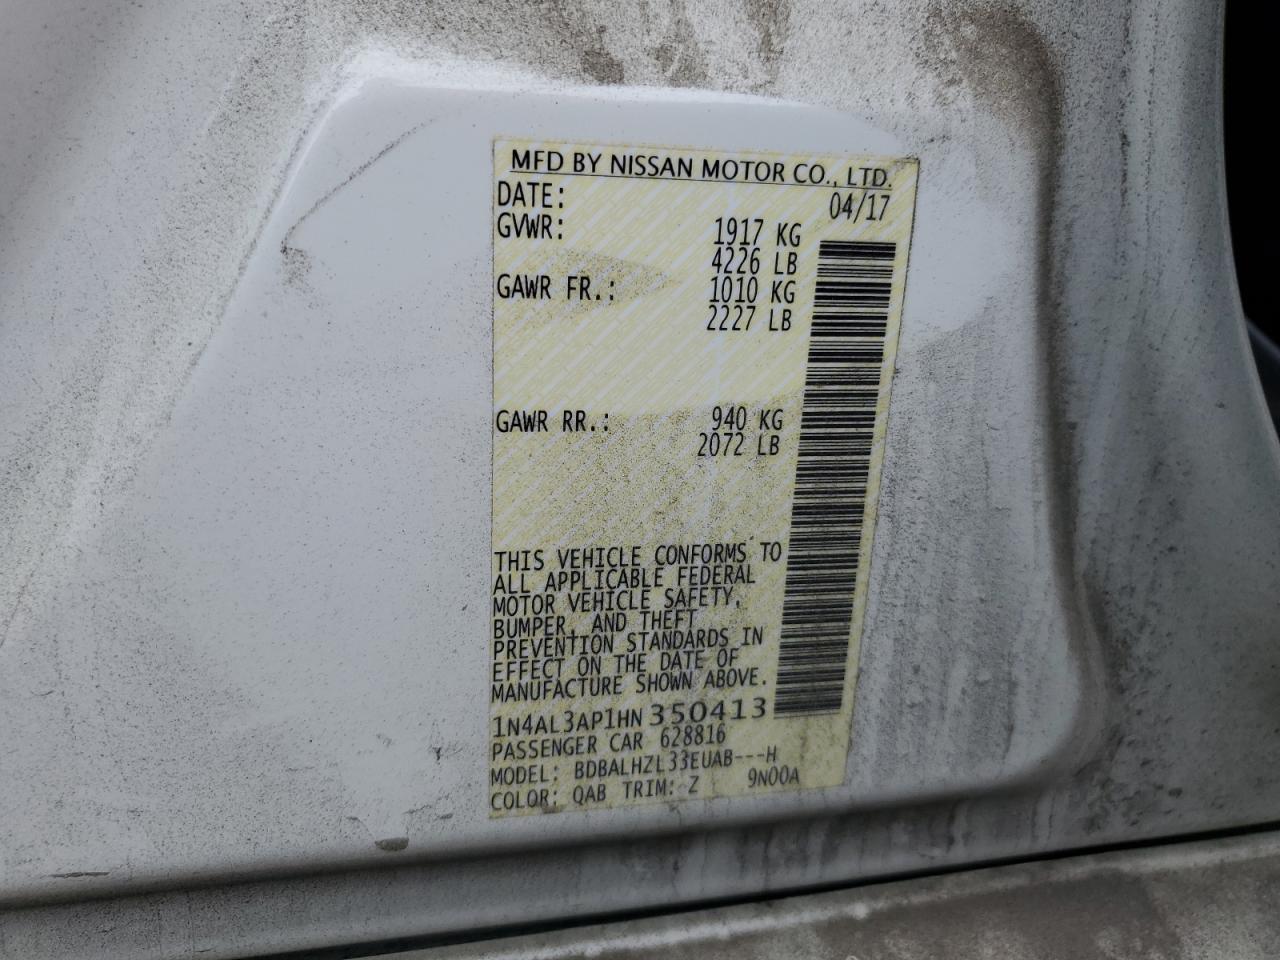 MFD BY NISSAN MOTOR CO., LTD.
DATE: 04/17
GVWR: 1917 KG
4226 LB
GAWR FR.: 1010 KG
2227 LB
GAWR RR.: 940 KG
2072 LB
THIS VEHICLE CONFORMS TO
ALL APPLICABLE FEDERAL
MOTOR VEHICLE SAFETY,
BUMPER, AND THEFT
PREVENTION STANDARDS IN
EFFECT ON THE DATE OF
MANUFACTURE SHOWN ABOVE.
1N4AL3AP1HN350413
PASSENGER CAR 628816
MODEL: BDBALHZL33EUAB---H
COLOR: QAB TRIM: Z 9N00A